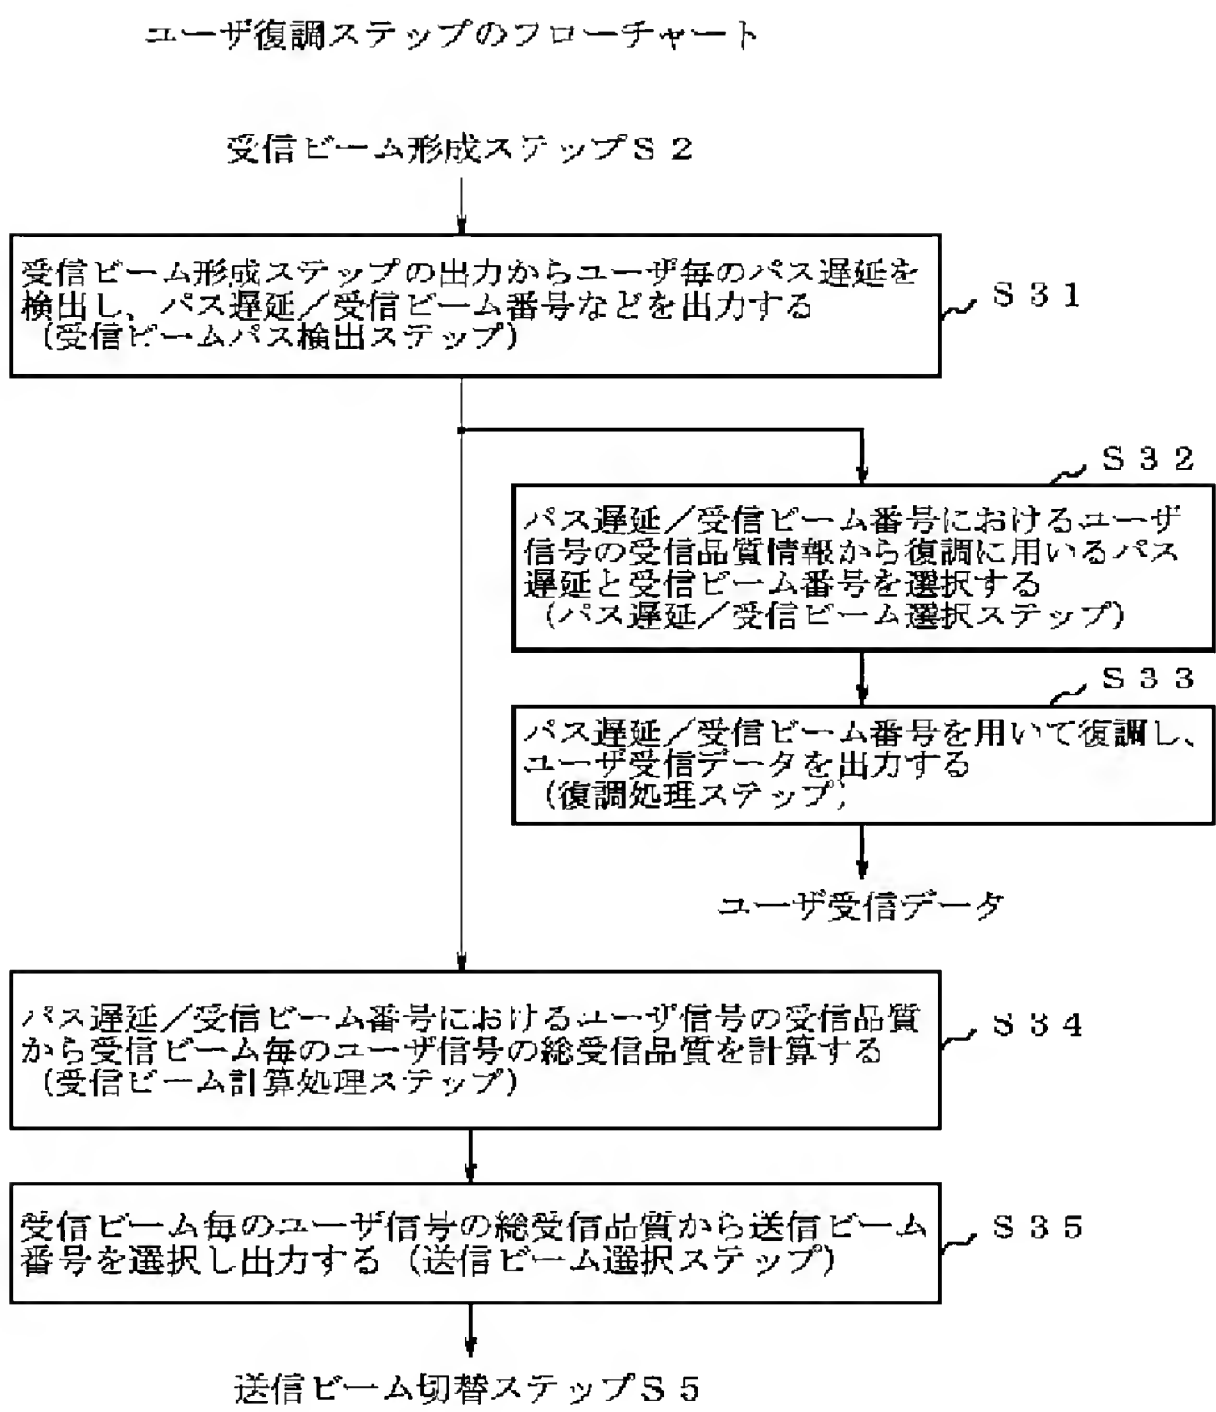 ユーザ復調ステップのフローチャート
受信ビーム形成ステップＳ２
受信ビーム形成ステップの出力からユーザ毎のパス遅延を
検出し、パス遅延／受信ビーム番号などを出力する
（受信ビームパス検出ステップ）
Ｓ３１
Ｓ３２
パス遅延／受信ビーム番号におけるユーザ
信号の受信品質情報から復調に用いるパス
遅延と受信ビーム番号を選択する
（パス遅延／受信ビーム選択ステップ）
Ｓ３３
パス遅延／受信ビーム番号を用いて復調し、
ユーザ受信データを出力する
（復調処理ステップ）
ユーザ受信データ
パス遅延／受信ビーム番号におけるユーザ信号の受信品質
から受信ビーム毎のユーザ信号の総受信品質を計算する
（受信ビーム計算処理ステップ）
Ｓ３４
受信ビーム毎のユーザ信号の総受信品質から送信ビーム
番号を選択し出力する（送信ビーム選択ステップ）
Ｓ３５
送信ビーム切替ステップＳ５